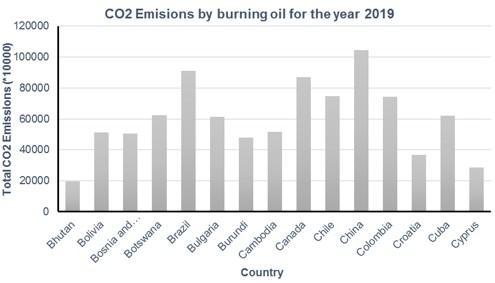 CO2 Emisions by burning oil for the year 2019
120000
100000
80000
60000
40000
20000
0
Total CO2 Emissions (*10000)
Bhutan
Bolivia
Bosnia and...
Botswana
Brazil
Bulgaria
Burundi
Cambodia
Canada
Chile
China
Colombia
Croatia
Cuba
Cyprus
Country